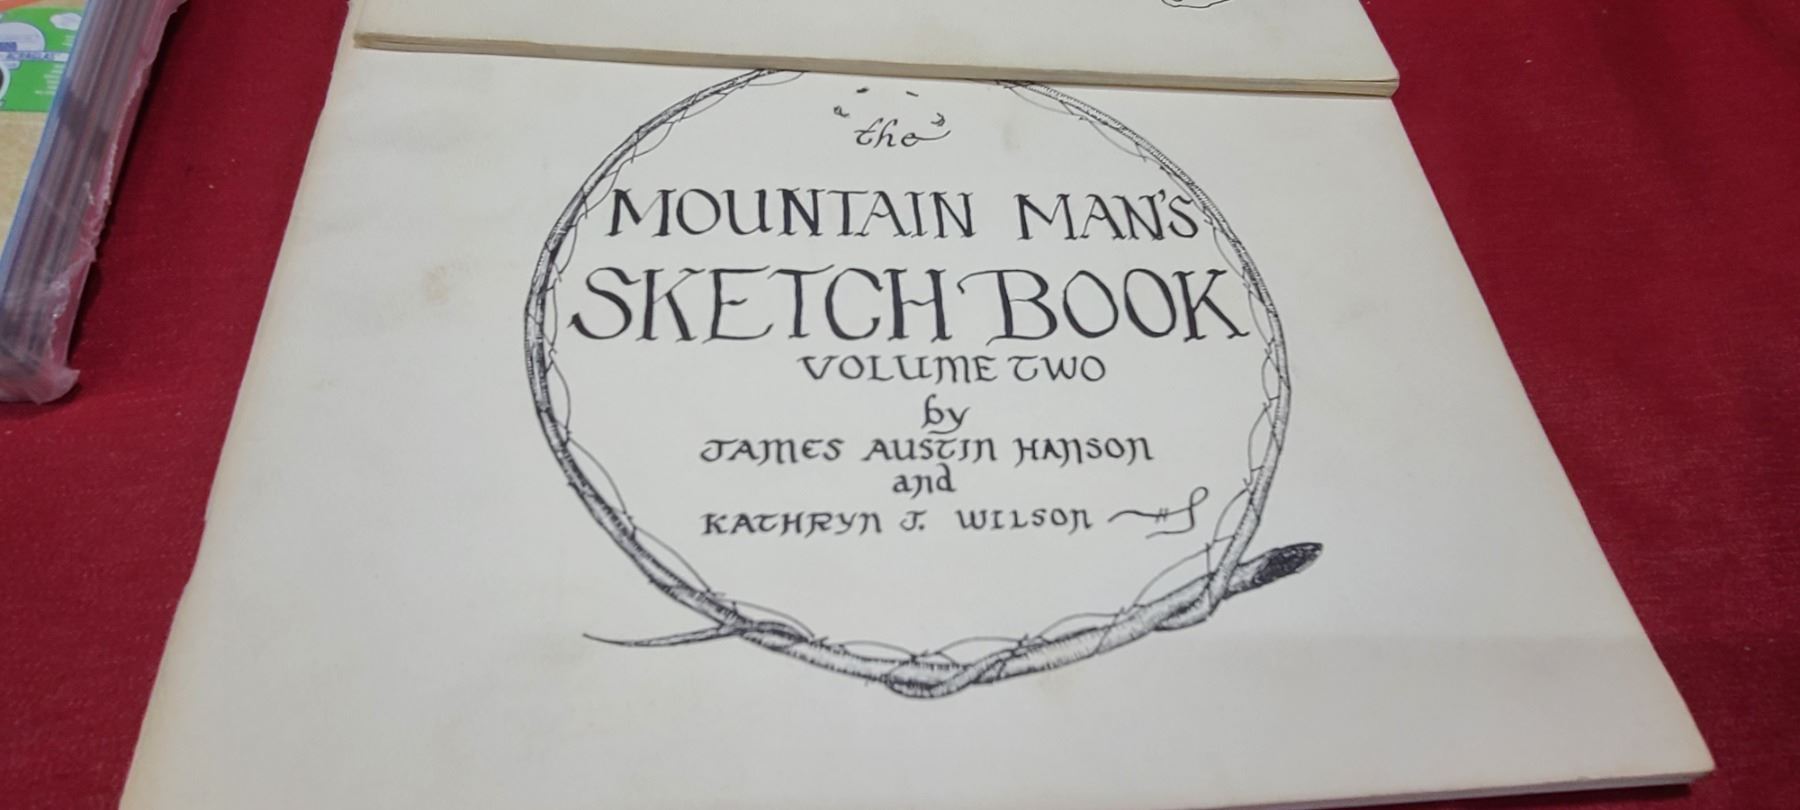 the
MOUNTAIN MAN'S
SKETCH BOOK
VOLUME TWO
by
JAMES AUSTIN HANSON
and
KATHRYN J. WILSON